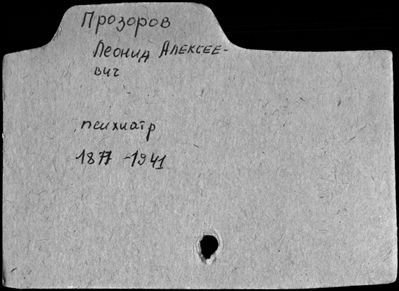 Прозоров
Леонид Алексее-
вич
психиатр
1877-1941